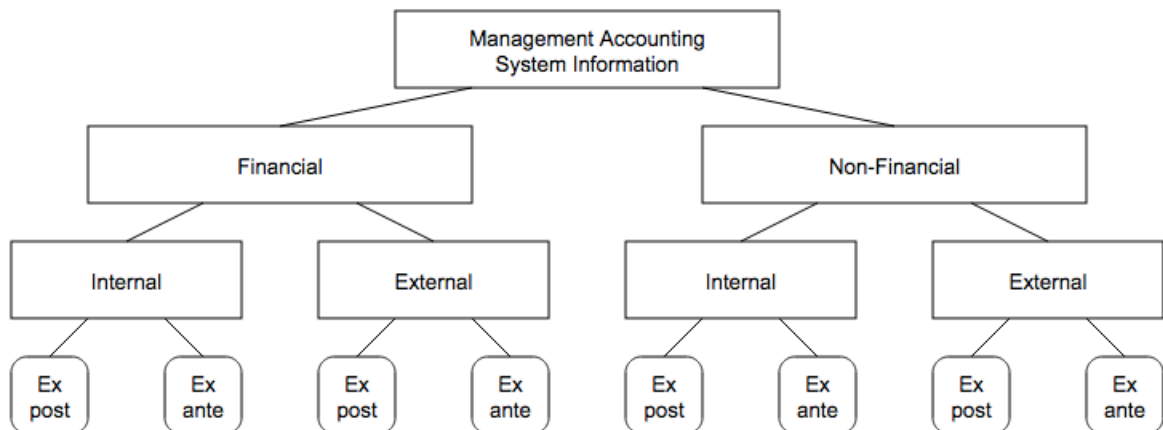 Management Accounting
System Information
Financial
Non-Financial
Internal
External
Internal
External
Ex
post
Ex
ante
Ex
post
Ex
ante
Ex
post
Ex
ante
Ex
post
Ex
ante